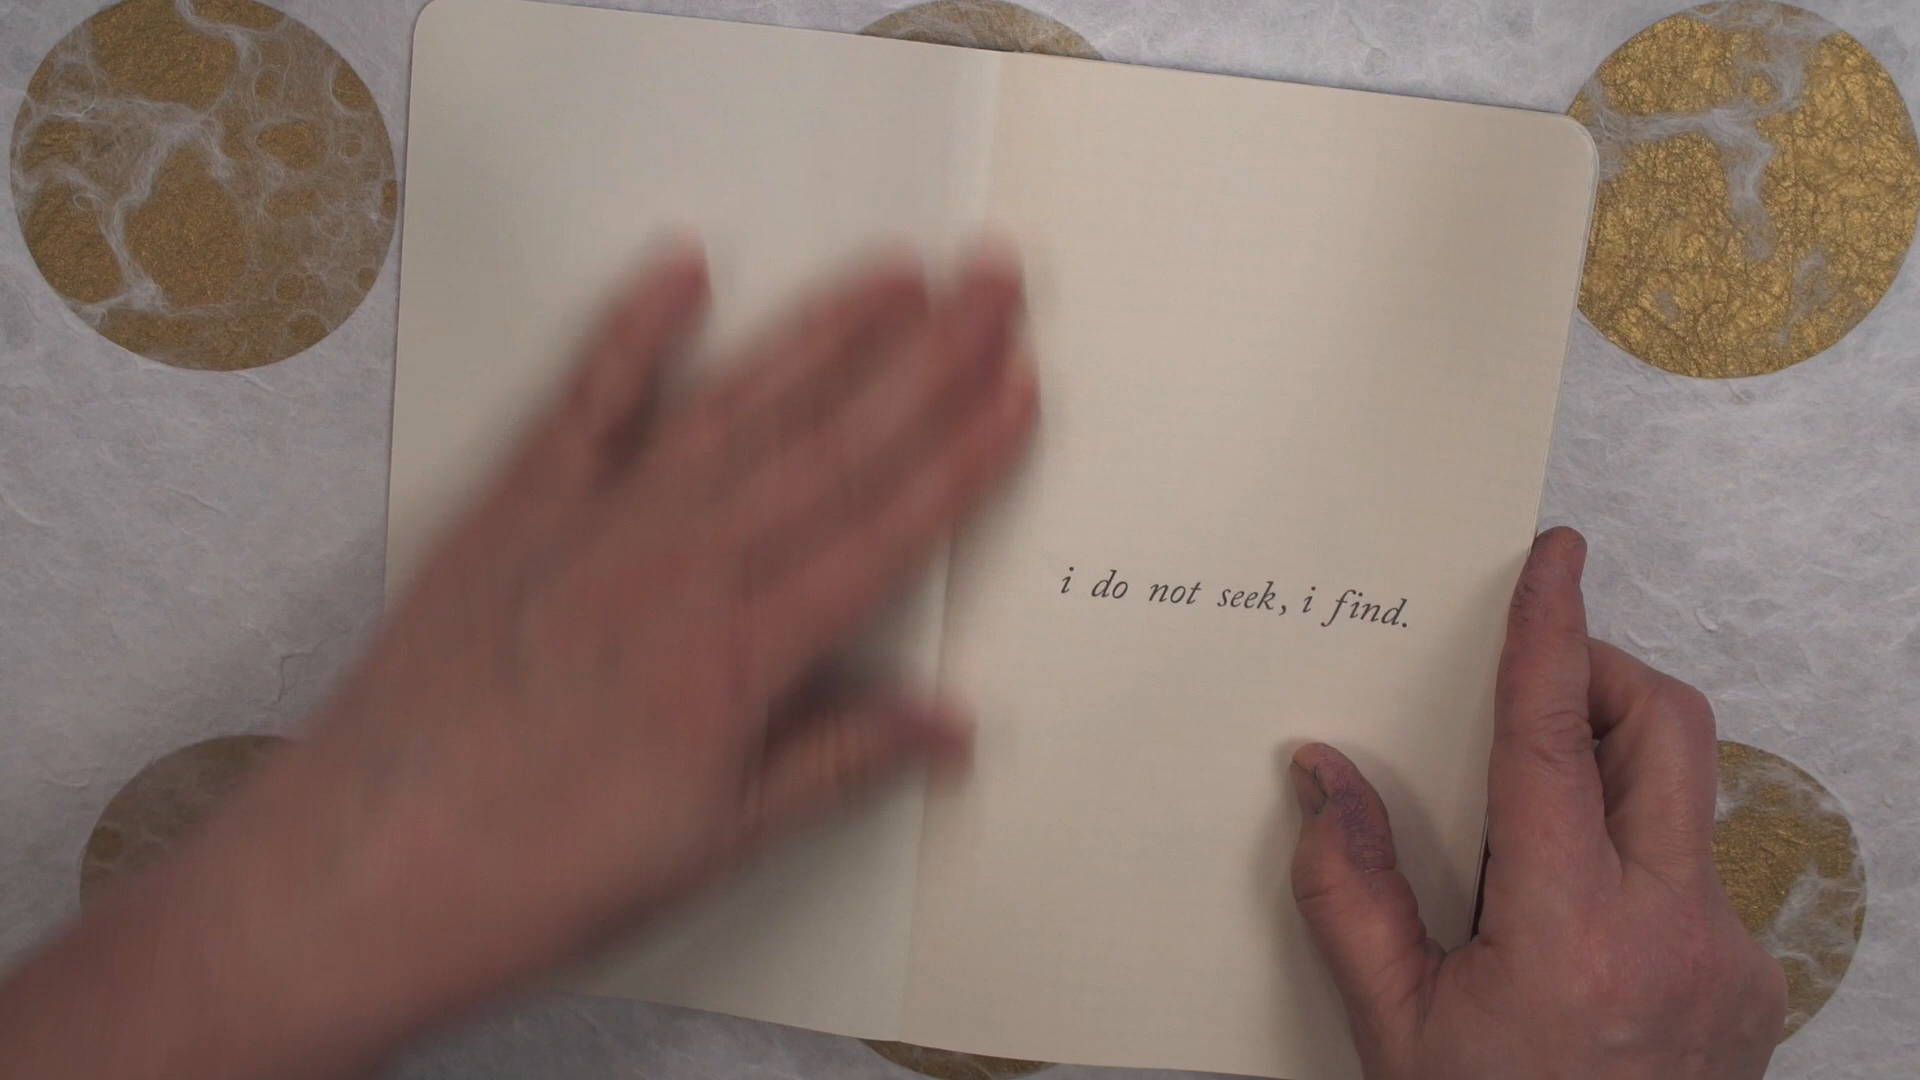 i do not seek, i find.